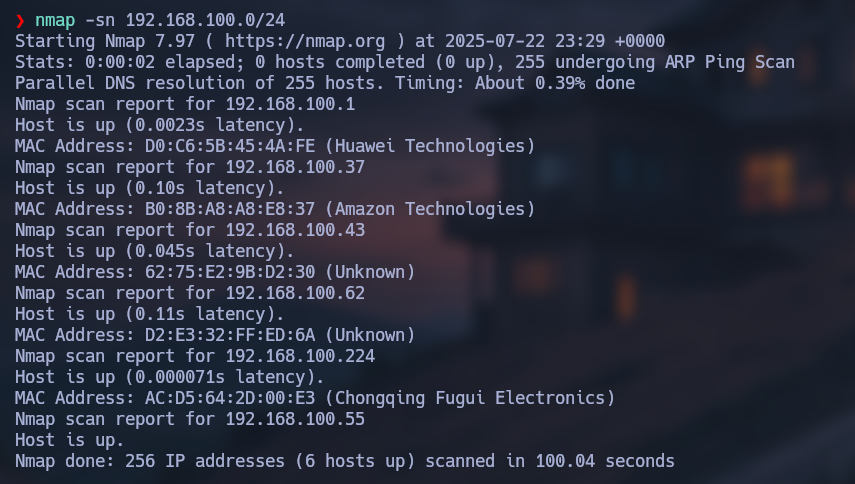 ❯ nmap -sn 192.168.100.0/24
Starting Nmap 7.97 ( https://nmap.org ) at 2025-07-22 23:29 +0000
Stats: 0:00:02 elapsed; 0 hosts completed (0 up), 255 undergoing ARP Ping Scan
Parallel DNS resolution of 255 hosts. Timing: About 0.39% done
Nmap scan report for 192.168.100.1
Host is up (0.0023s latency).
MAC Address: D0:C6:5B:45:4A:FE (Huawei Technologies)
Nmap scan report for 192.168.100.37
Host is up (0.10s latency).
MAC Address: B0:8B:A8:A8:E8:37 (Amazon Technologies)
Nmap scan report for 192.168.100.43
Host is up (0.045s latency).
MAC Address: 62:75:E2:9B:D2:30 (Unknown)
Nmap scan report for 192.168.100.62
Host is up (0.11s latency).
MAC Address: D2:E3:32:FF:ED:6A (Unknown)
Nmap scan report for 192.168.100.224
Host is up (0.000071s latency).
MAC Address: AC:D5:64:2D:00:E3 (Chongqing Fugui Electronics)
Nmap scan report for 192.168.100.55
Host is up.
Nmap done: 256 IP addresses (6 hosts up) scanned in 100.04 seconds